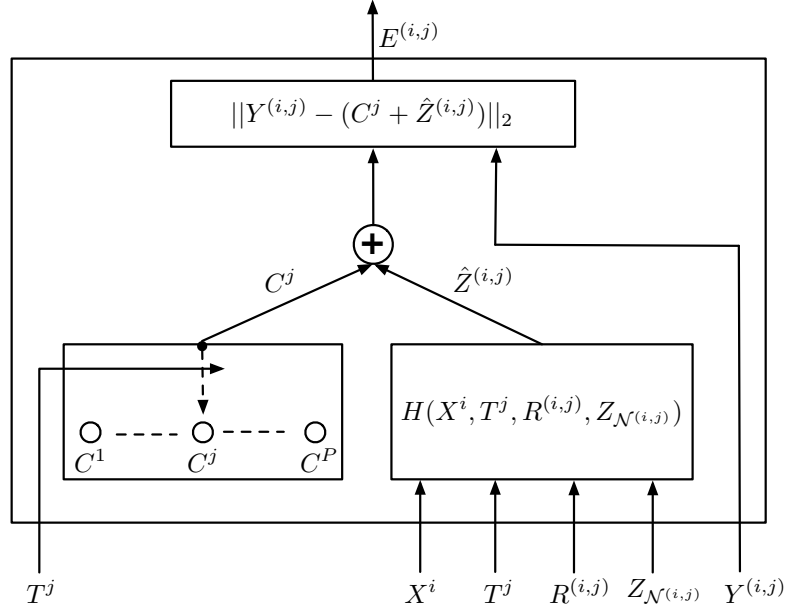 E^{(i,j)}
||Y^{(i,j)} − (C^j + Ẑ^{(i,j)})||_2
+
C^j Ẑ^{(i,j)}
H(X^i, T^j, R^{(i,j)}, Z_{𝒩^{(i,j)}})
C^1 C^j C^P
T^j X^i T^j R^{(i,j)} Z_{𝒩^{(i,j)}} Y^{(i,j)}